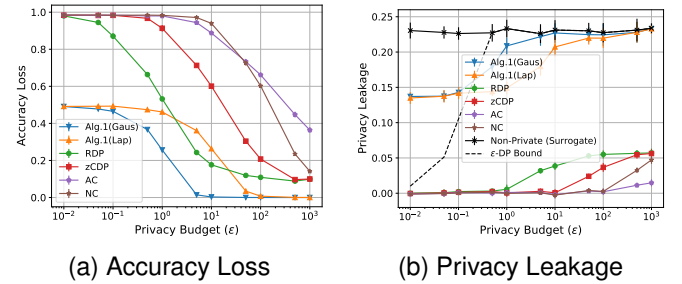 1.0
0.8
0.6
0.4
0.2
0.0
Accuracy Loss
Alg.1(Gaus)
Alg.1(Lap)
RDP
zCDP
AC
NC
10⁻² 10⁻¹ 10⁰ 10¹ 10² 10³
Privacy Budget (ε)
(a) Accuracy Loss
0.25
0.20
0.15
0.10
0.05
0.00
Privacy Leakage
Alg.1(Gaus)
Alg.1(Lap)
RDP
zCDP
AC
NC
Non-Private (Surrogate)
ε-DP Bound
10⁻² 10⁻¹ 10⁰ 10¹ 10² 10³
Privacy Budget (ε)
(b) Privacy Leakage